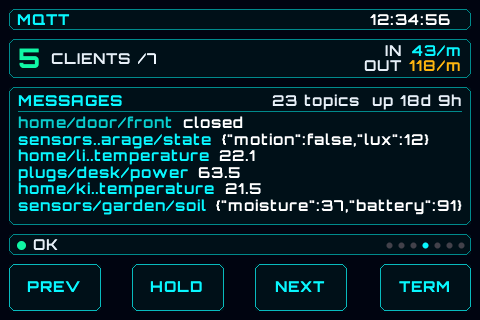 MQTT 12:34:56
5 CLIENTS /7 IN 43/m
OUT 118/m
MESSAGES 23 topics up 18d 9h
home/door/front closed
sensors..arage/state {"motion":false,"lux":12}
home/li..temperature 22.1
plugs/desk/power 63.5
home/ki..temperature 21.5
sensors/garden/soil {"moisture":37,"battery":91}
OK
PREV HOLD NEXT TERM